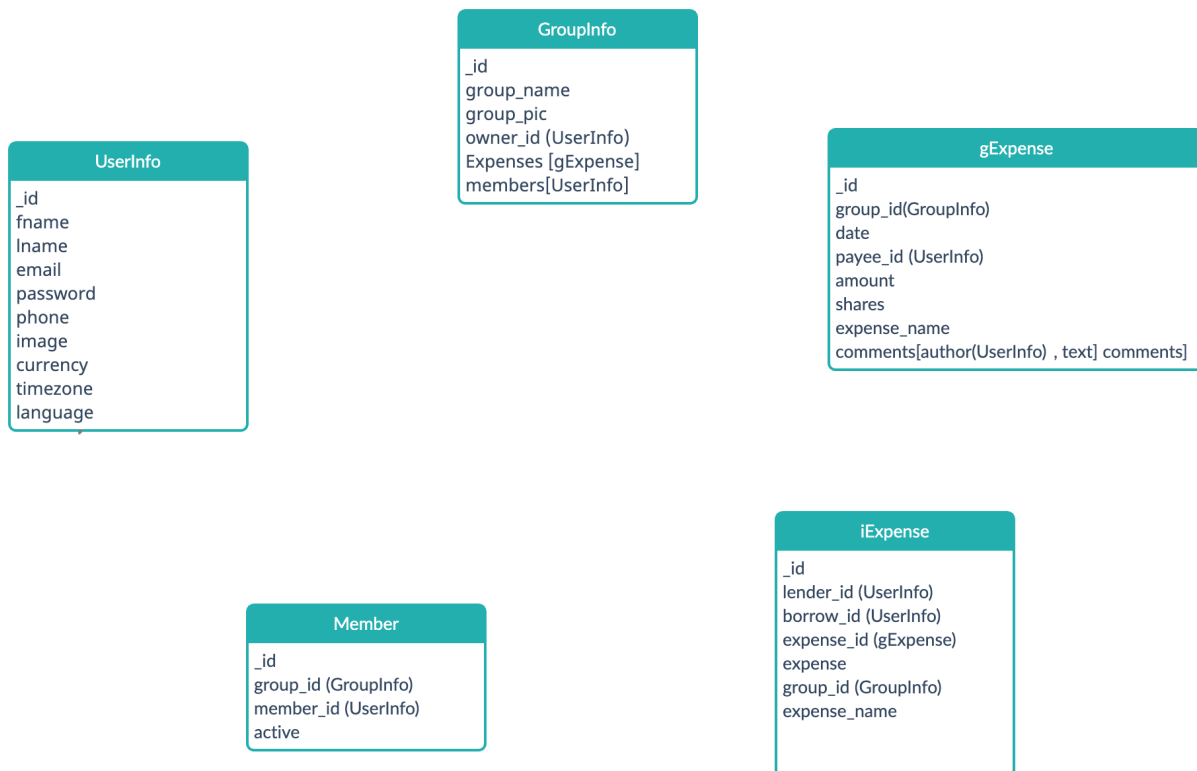 GroupInfo
_id
group_name
group_pic
owner_id (UserInfo)
Expenses [gExpense]
members[UserInfo]
UserInfo
_id
fname
lname
email
password
phone
image
currency
timezone
language
gExpense
_id
group_id(GroupInfo)
date
payee_id (UserInfo)
amount
shares
expense_name
comments[author(UserInfo) , text] comments]
Member
_id
group_id (GroupInfo)
member_id (UserInfo)
active
iExpense
_id
lender_id (UserInfo)
borrow_id (UserInfo)
expense_id (gExpense)
expense
group_id (GroupInfo)
expense_name